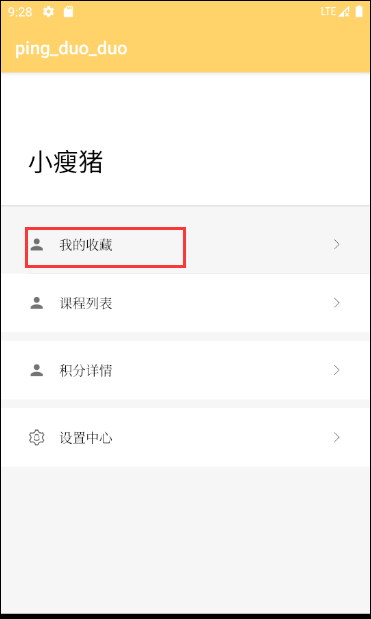 9:28 LTE
ping_duo_duo
小瘦猪
我的收藏
课程列表
积分详情
设置中心